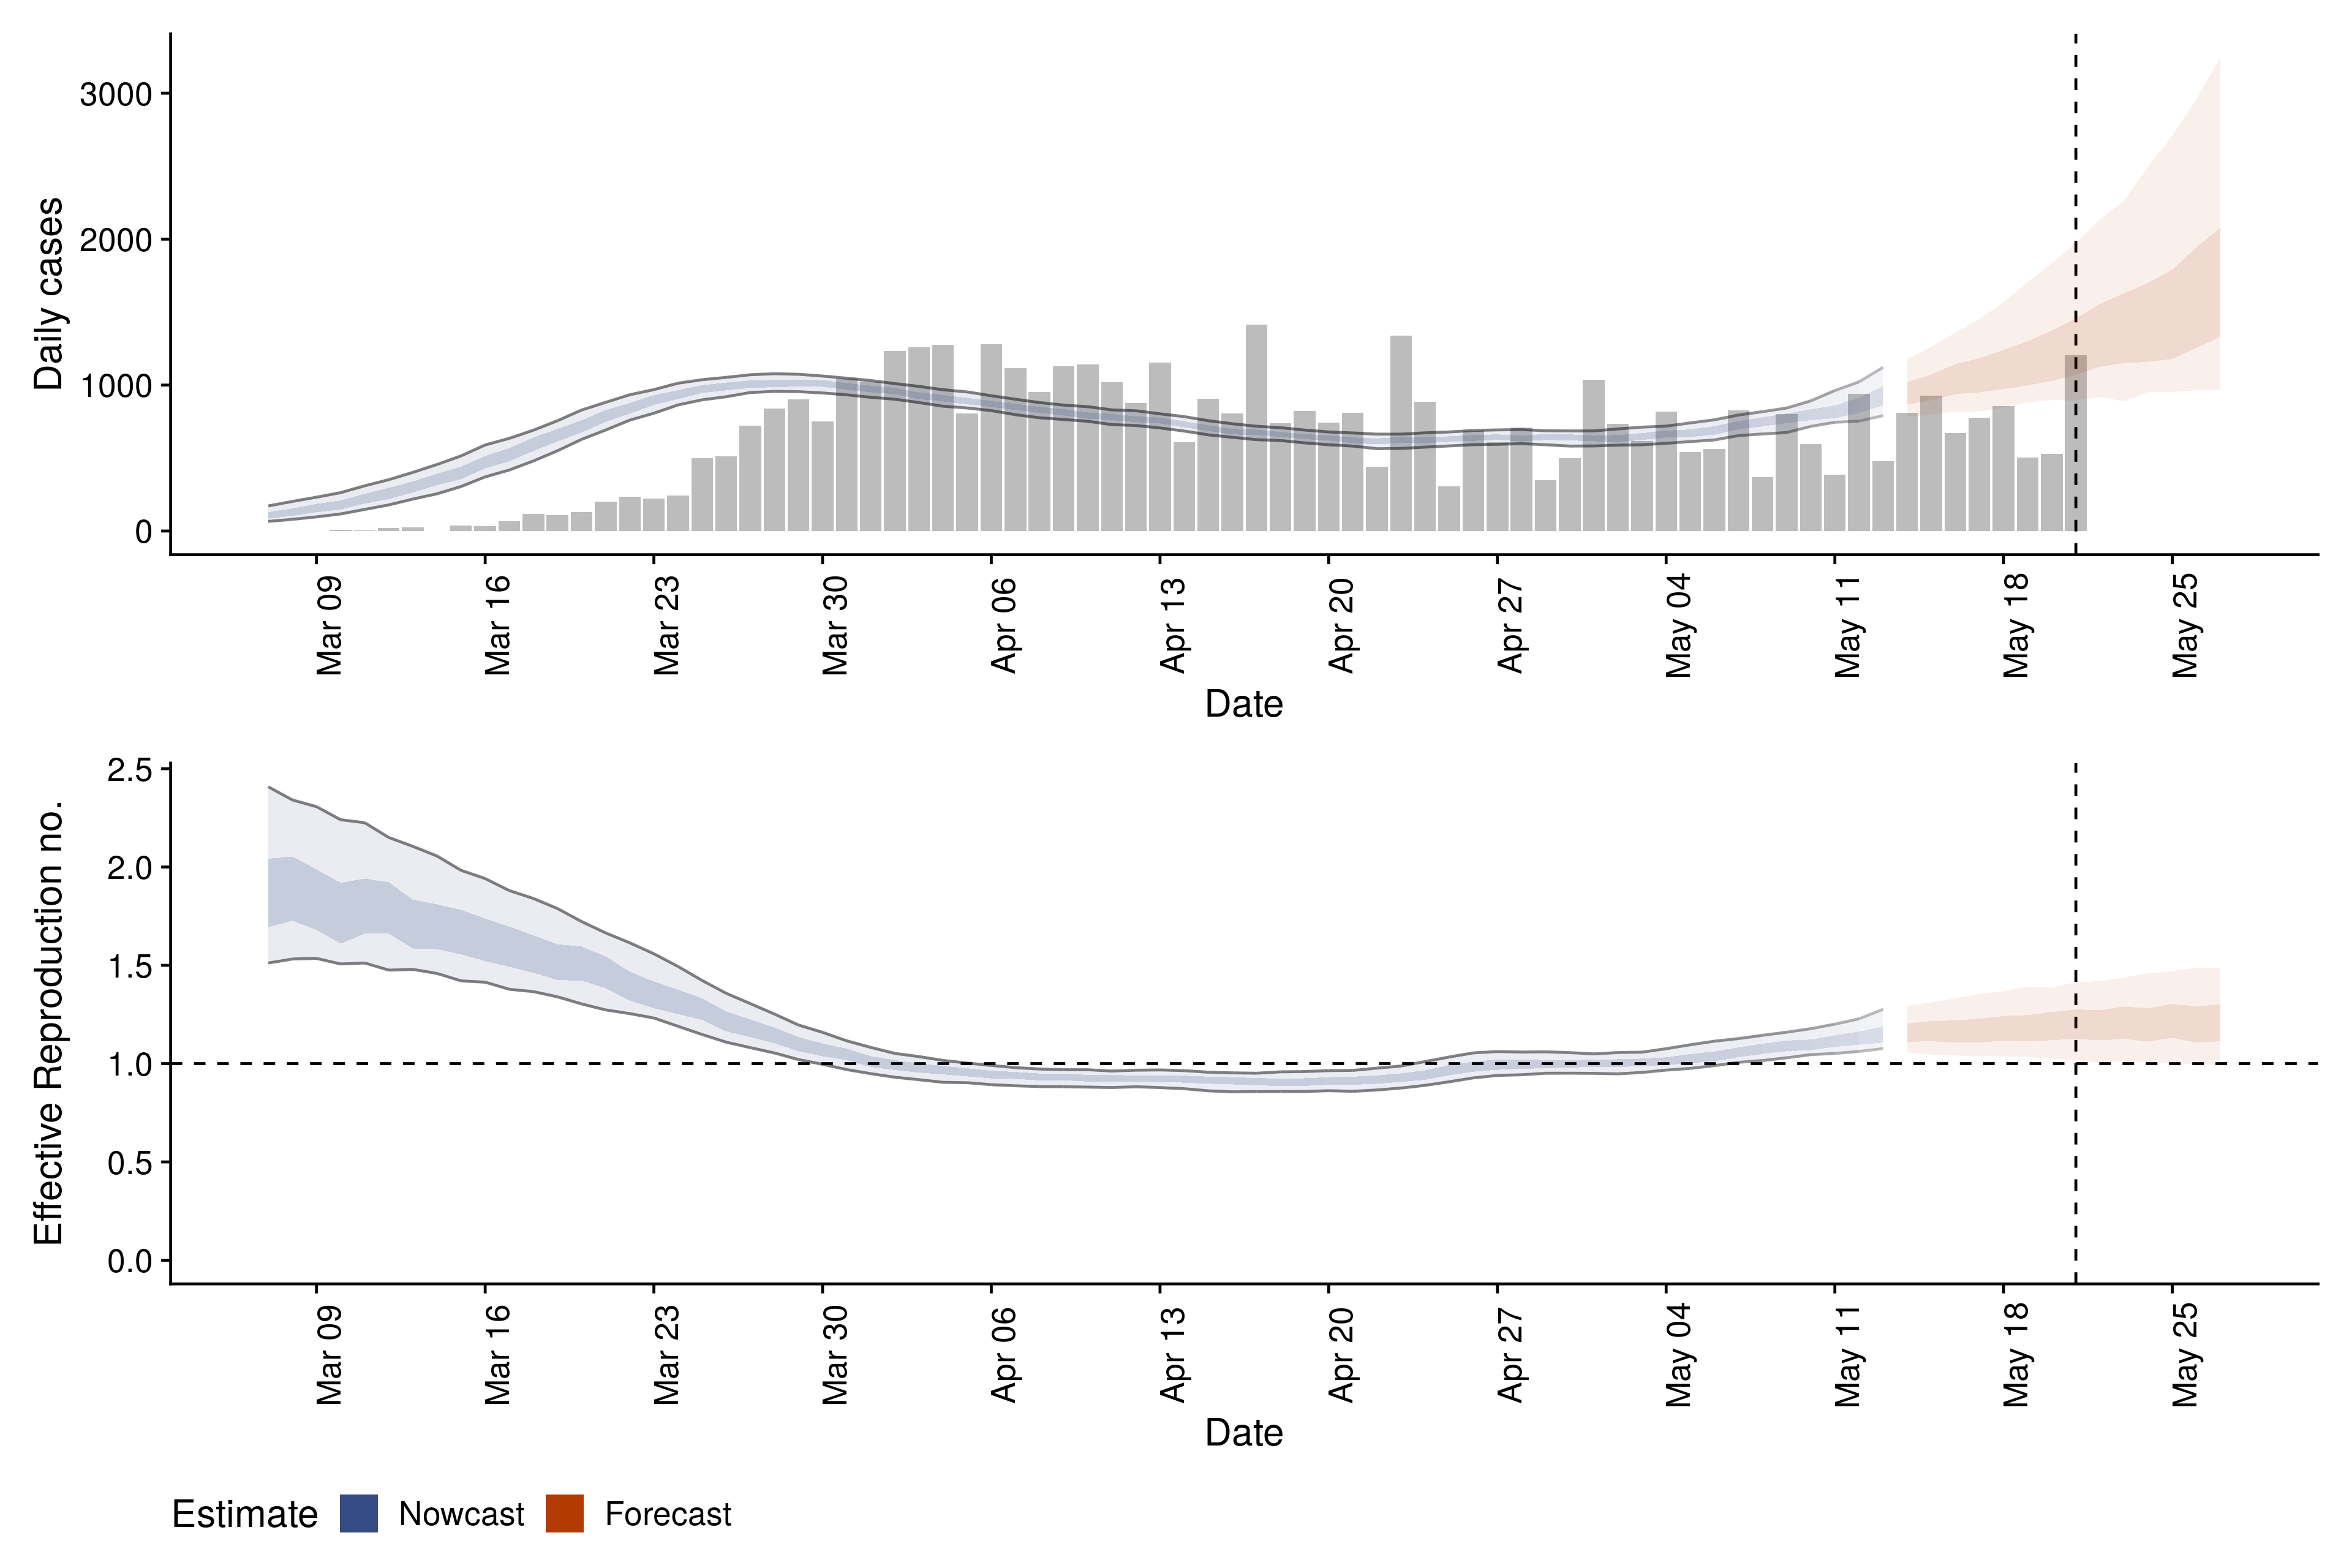 Daily cases
3000
2000
1000
0
Mar 09
Mar 16
Mar 23
Mar 30
Apr 06
Apr 13
Apr 20
Apr 27
May 04
May 11
May 18
May 25
Date
Effective Reproduction no.
2.5
2.0
1.5
1.0
0.5
0.0
Mar 09
Mar 16
Mar 23
Mar 30
Apr 06
Apr 13
Apr 20
Apr 27
May 04
May 11
May 18
May 25
Date
Estimate Nowcast Forecast